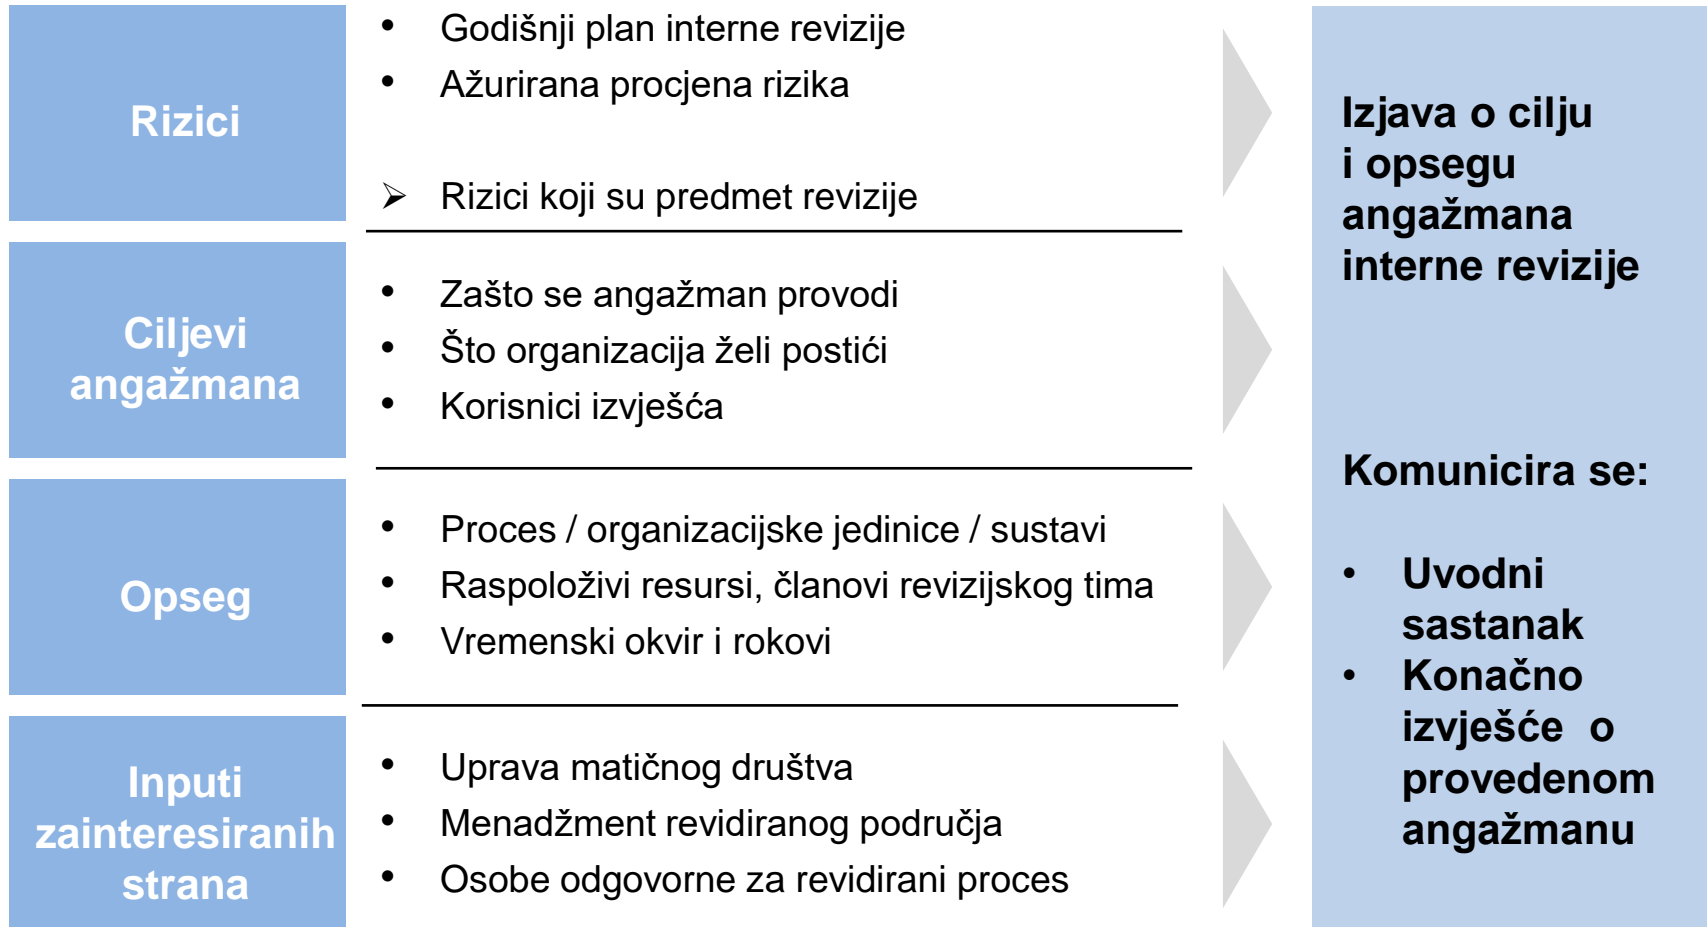 Rizici
• Godišnji plan interne revizije
• Ažurirana procjena rizika
➢ Rizici koji su predmet revizije
Ciljevi
angažmana
• Zašto se angažman provodi
• Što organizacija želi postići
• Korisnici izvješća
Opseg
• Proces / organizacijske jedinice / sustavi
• Raspoloživi resursi, članovi revizijskog tima
• Vremenski okvir i rokovi
Inputi
zainteresiranih
strana
• Uprava matičnog društva
• Menadžment revidiranog područja
• Osobe odgovorne za revidirani proces
Izjava o cilju
i opsegu
angažmana
interne revizije
Komunicira se:
• Uvodni
sastanak
• Konačno
izvješće o
provedenom
angažmanu